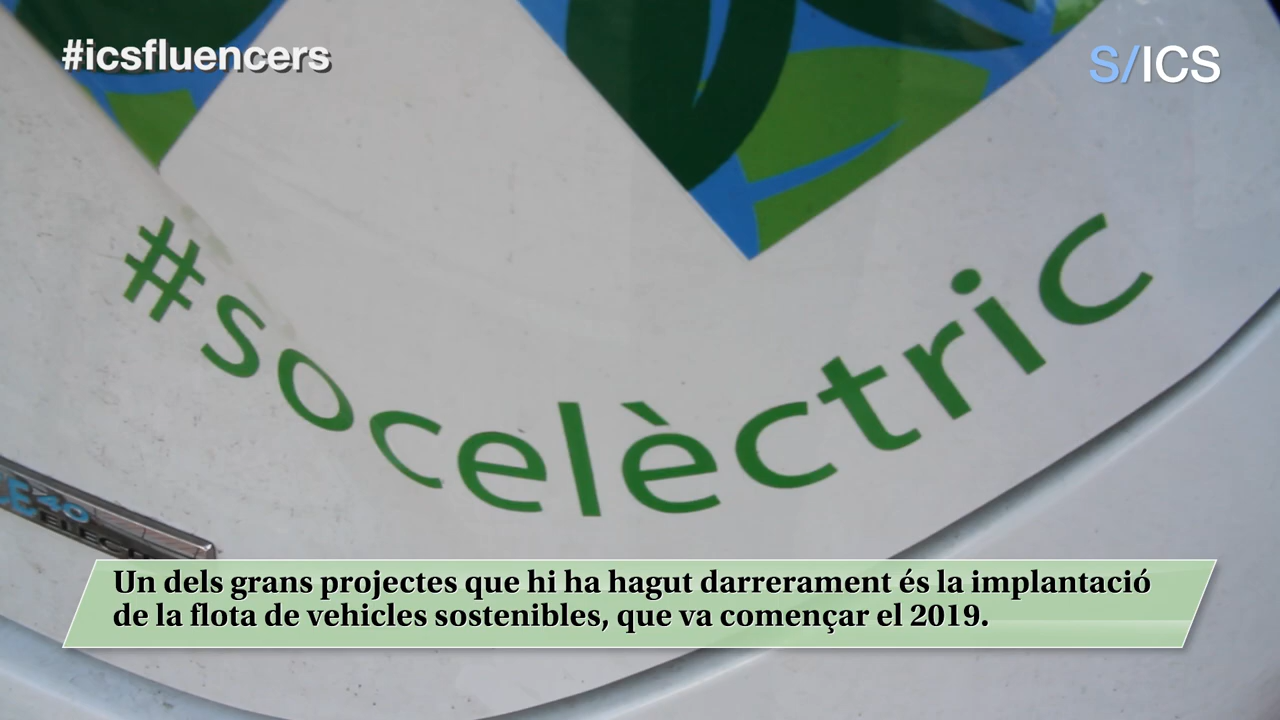 #icsfluencers
S/ICS
#socelèctric
Un dels grans projectes que hi ha hagut darrerament és la implantació
de la flota de vehicles sostenibles, que va començar el 2019.